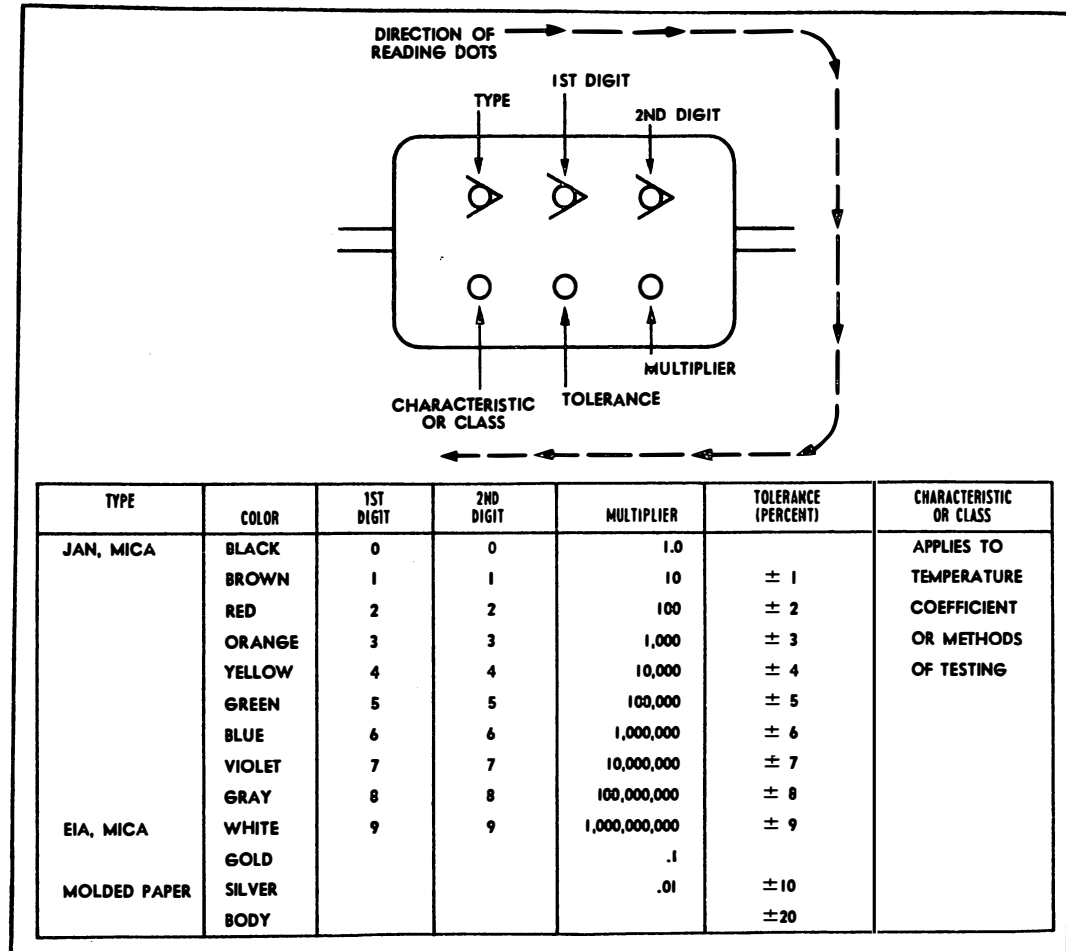 DIRECTION OF
READING DOTS
1ST DIGIT
TYPE
2ND DIGIT
MULTIPLIER
TOLERANCE
CHARACTERISTIC
OR CLASS
TYPE COLOR 1ST DIGIT 2ND DIGIT MULTIPLIER TOLERANCE (PERCENT) CHARACTERISTIC OR CLASS
JAN, MICA BLACK 0 0 1.0 APPLIES TO
BROWN 1 1 10 ± 1 TEMPERATURE
RED 2 2 100 ± 2 COEFFICIENT
ORANGE 3 3 1,000 ± 3 OR METHODS
YELLOW 4 4 10,000 ± 4 OF TESTING
GREEN 5 5 100,000 ± 5
BLUE 6 6 1,000,000 ± 6
VIOLET 7 7 10,000,000 ± 7
GRAY 8 8 100,000,000 ± 8
EIA, MICA WHITE 9 9 1,000,000,000 ± 9
GOLD .1
MOLDED PAPER SILVER .01 ±10
BODY ±20